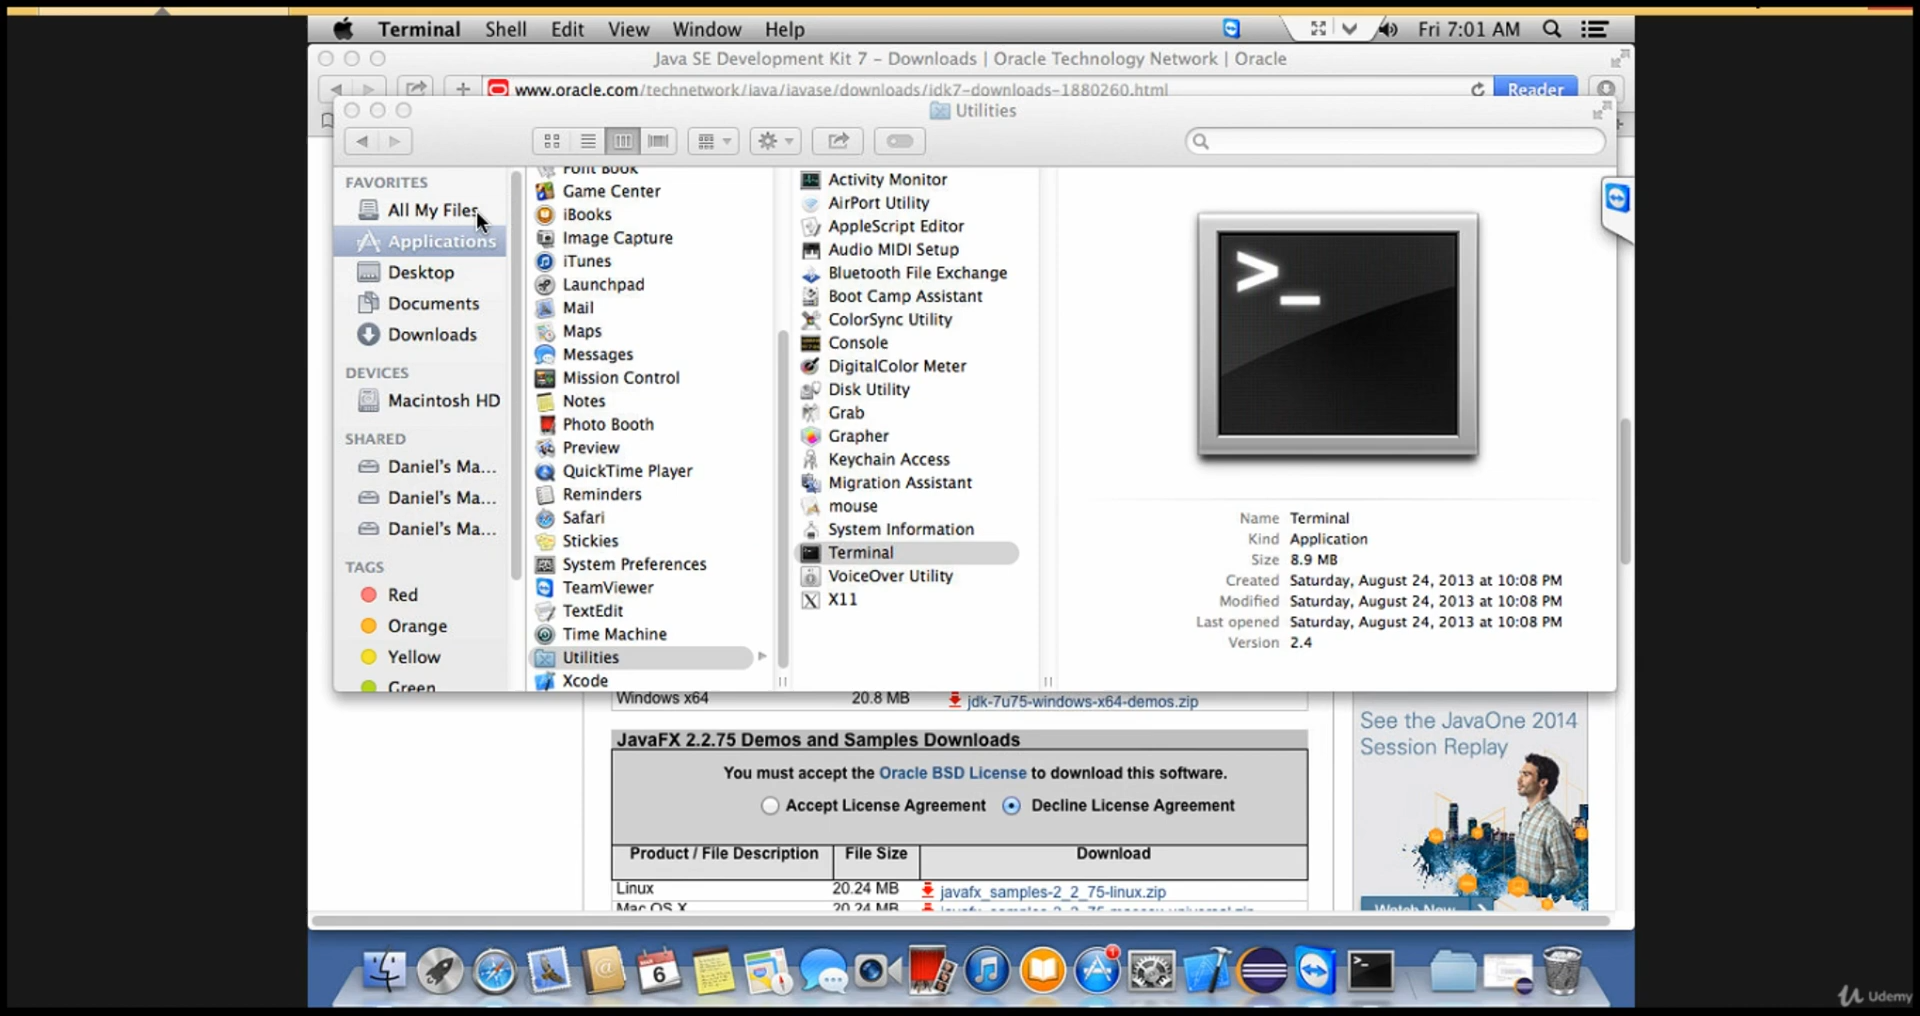 Terminal Shell Edit View Window Help Fri 7:01 AM
Java SE Development Kit 7 – Downloads | Oracle Technology Network | Oracle
www.oracle.com/technetwork/java/javase/downloads/jdk7-downloads-1880260.html Reader
Utilities
FAVORITES
All My Files
Applications
Desktop
Documents
Downloads
DEVICES
Macintosh HD
SHARED
Daniel's Ma...
Daniel's Ma...
Daniel's Ma...
TAGS
Red
Orange
Yellow
Green
Font Book
Game Center
iBooks
Image Capture
iTunes
Launchpad
Mail
Maps
Messages
Mission Control
Notes
Photo Booth
Preview
QuickTime Player
Reminders
Safari
Stickies
System Preferences
TeamViewer
TextEdit
Time Machine
Utilities
Xcode
Activity Monitor
AirPort Utility
AppleScript Editor
Audio MIDI Setup
Bluetooth File Exchange
Boot Camp Assistant
ColorSync Utility
Console
DigitalColor Meter
Disk Utility
Grab
Grapher
Keychain Access
Migration Assistant
mouse
System Information
Terminal
VoiceOver Utility
X11
>_
Name Terminal
Kind Application
Size 8.9 MB
Created Saturday, August 24, 2013 at 10:08 PM
Modified Saturday, August 24, 2013 at 10:08 PM
Last opened Saturday, August 24, 2013 at 10:08 PM
Version 2.4
Windows x64 20.8 MB jdk-7u75-windows-x64-demos.zip
JavaFX 2.2.75 Demos and Samples Downloads
You must accept the Oracle BSD License to download this software.
Accept License Agreement Decline License Agreement
Product / File Description File Size Download
Linux 20.24 MB javafx_samples-2_2_75-linux.zip
Mac OS X 20.24 MB
See the JavaOne 2014
Session Replay
Watch Now
6
1
Udemy